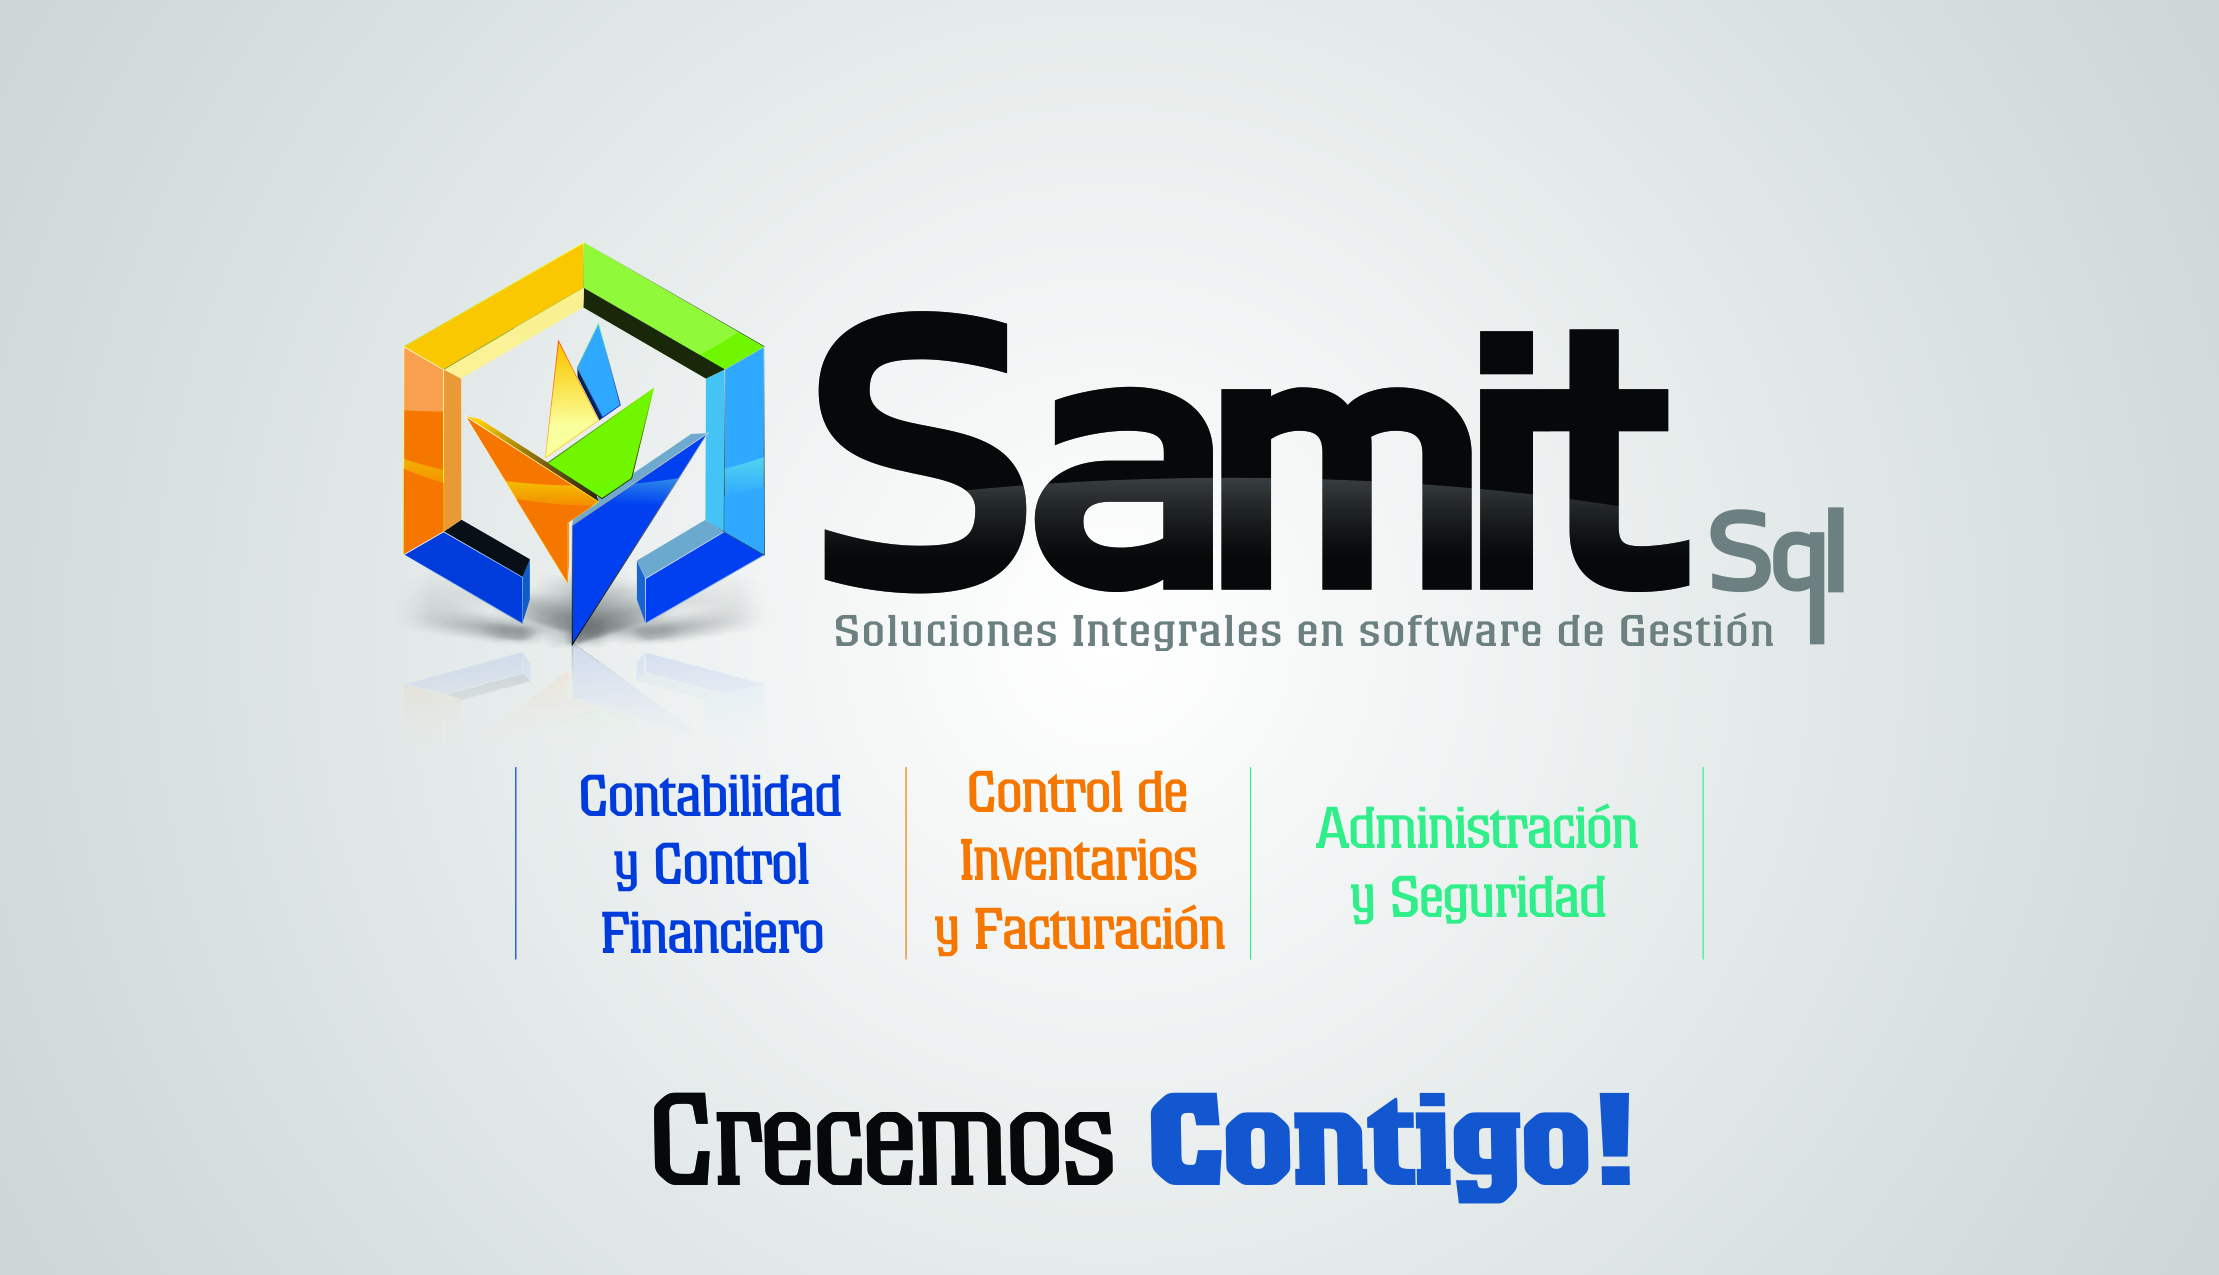 Samit Sql
Soluciones Integrales en software de Gestión
Contabilidad
y Control
Financiero
Control de
Inventarios
y Facturación
Administración
y Seguridad
Crecemos Contigo!